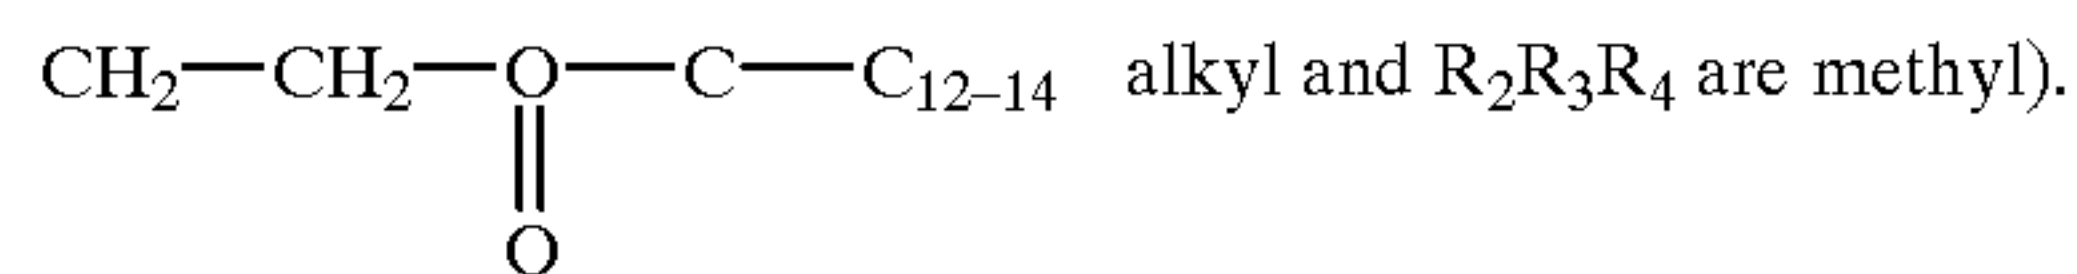 CH₂—CH₂—O—C—C₁₂₋₁₄ alkyl and R₂R₃R₄ are methyl).
O